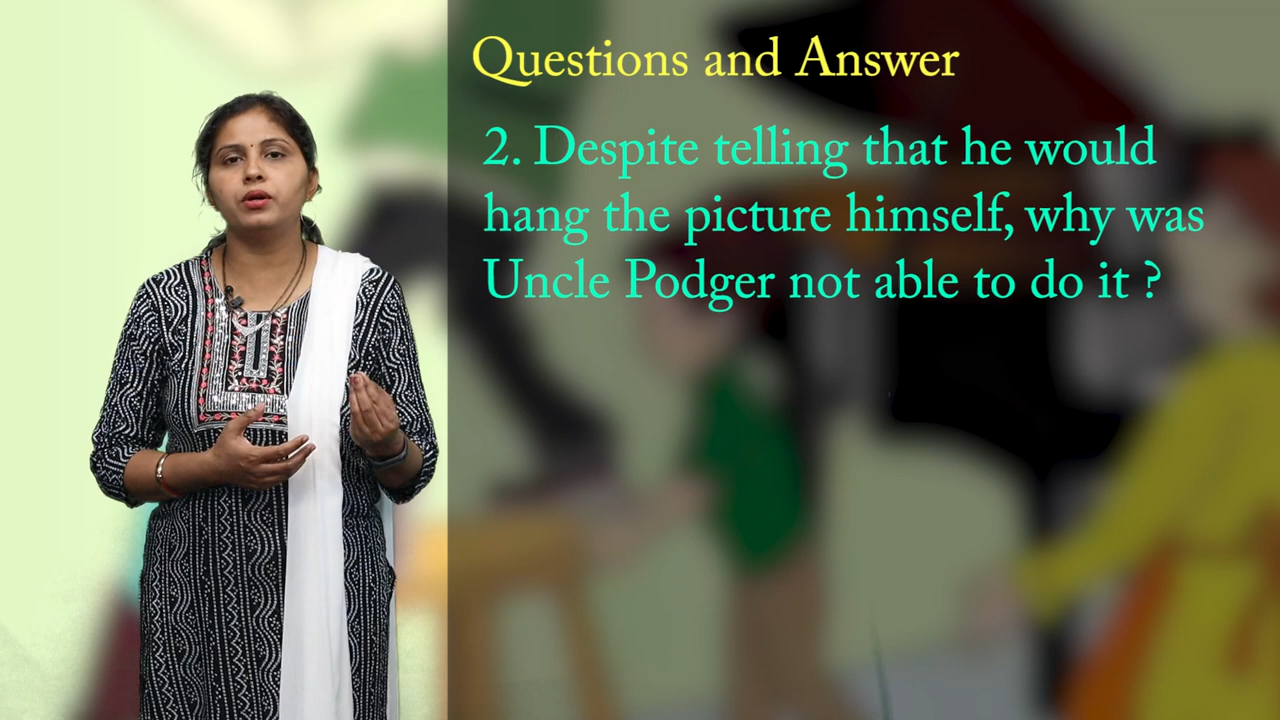 Questions and Answer
2. Despite telling that he would
hang the picture himself, why was
Uncle Podger not able to do it ?